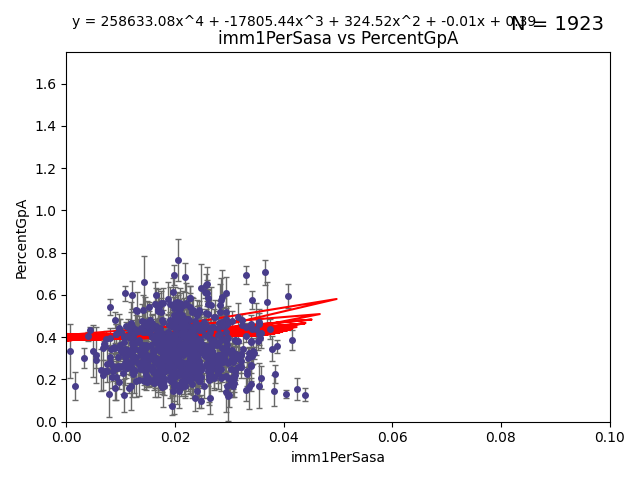 y = 258633.08x^4 + -17805.44x^3 + 324.52x^2 + -0.01x + 0.39
N = 1923
imm1PerSasa vs PercentGpA
PercentGpA
1.6
1.4
1.2
1.0
0.8
0.6
0.4
0.2
0.0
0.00 0.02 0.04 0.06 0.08 0.10
imm1PerSasa